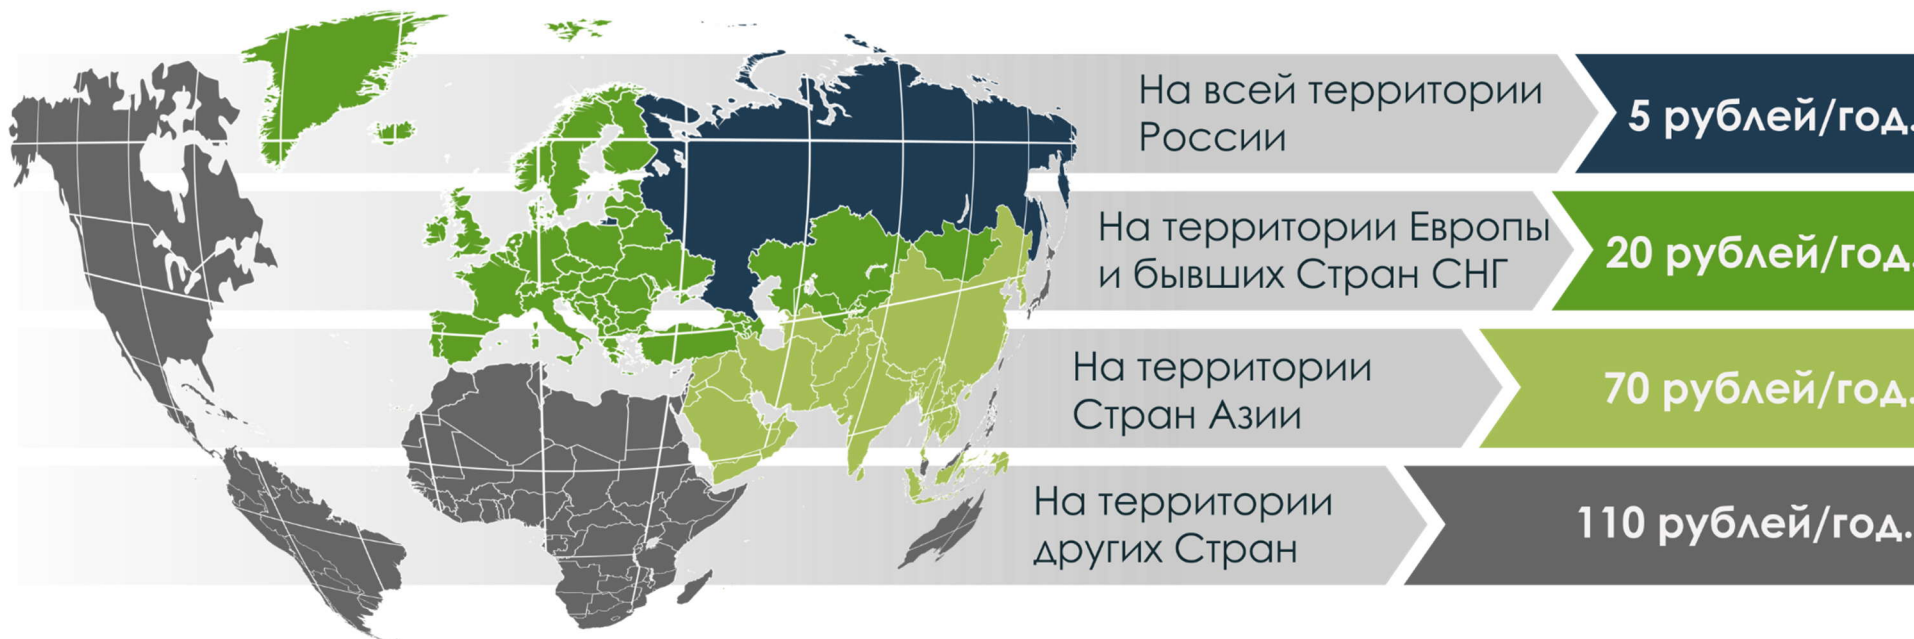 На всей территории
России
5 рублей/год.
На территории Европы
и бывших Стран СНГ
20 рублей/год.
На территории
Стран Азии
70 рублей/год.
На территории
других Стран
110 рублей/год.